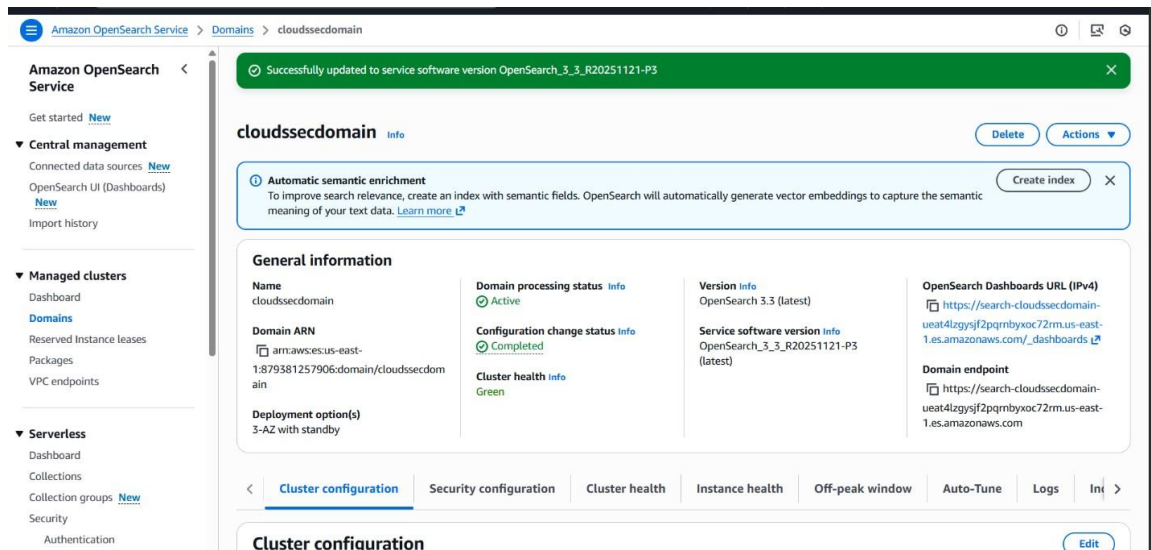 Amazon OpenSearch Service > Domains > cloudssecdomain
Amazon OpenSearch
Service
Get started New
Central management
Connected data sources New
OpenSearch UI (Dashboards)
New
Import history
Managed clusters
Dashboard
Domains
Reserved Instance leases
Packages
VPC endpoints
Serverless
Dashboard
Collections
Collection groups New
Security
Authentication
Successfully updated to service software version OpenSearch_3_3_R20251121-P3
cloudssecdomain Info
Delete
Actions
Automatic semantic enrichment
To improve search relevance, create an index with semantic fields. OpenSearch will automatically generate vector embeddings to capture the semantic
meaning of your text data. Learn more
Create index
General information
Name
cloudssecdomain
Domain ARN
arn:aws:es:us-east-
1:879381257906:domain/cloudssecdom
ain
Deployment option(s)
3-AZ with standby
Domain processing status Info
Active
Configuration change status Info
Completed
Cluster health Info
Green
Version Info
OpenSearch 3.3 (latest)
Service software version Info
OpenSearch_3_3_R20251121-P3
(latest)
OpenSearch Dashboards URL (IPv4)
https://search-cloudssecdomain-
ueat4lzgysjf2pqrnbyxoc72rm.us-east-
1.es.amazonaws.com/_dashboards
Domain endpoint
https://search-cloudssecdomain-
ueat4lzgysjf2pqrnbyxoc72rm.us-east-
1.es.amazonaws.com
Cluster configuration
Security configuration
Cluster health
Instance health
Off-peak window
Auto-Tune
Logs
Cluster configuration
Edit